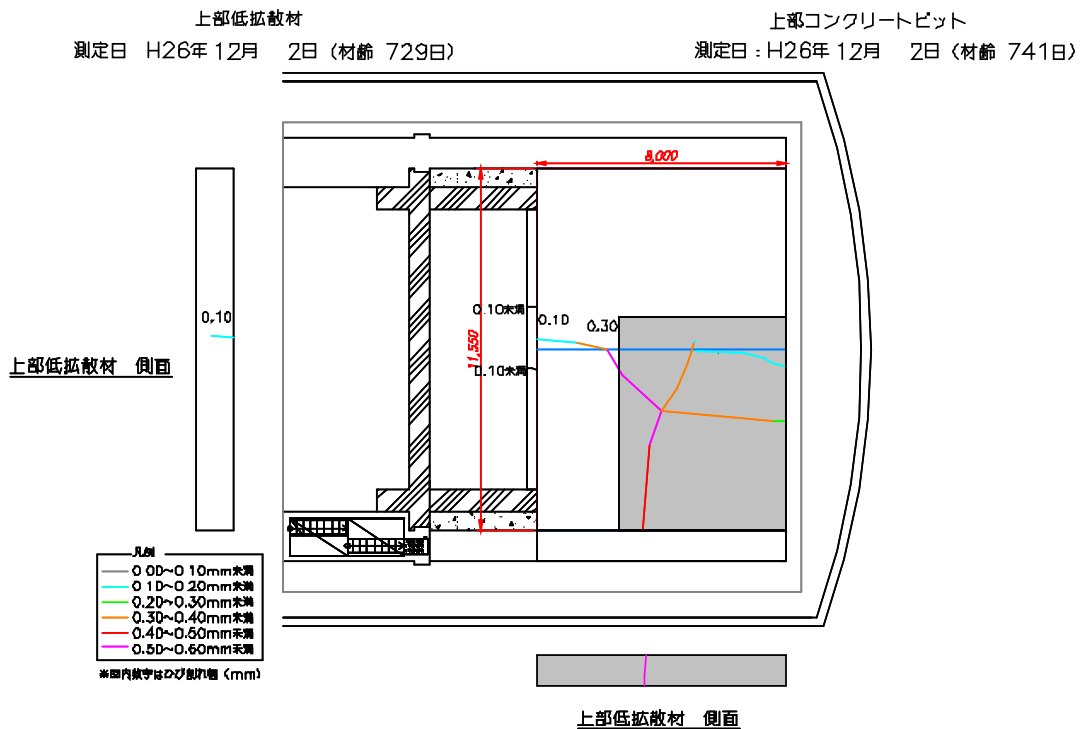 上部低拡散材
測定日 H26年12月 2日(材齢 729日)
上部コンクリートピット
測定日:H26年12月 2日(材齢 741日)
8,000
11,550
0.10
上部低拡散材 側面
0.10未満
0.10
0.30
0.10未満
凡例
0.00~0.10mm未満
0.10~0.20mm未満
0.20~0.30mm未満
0.30~0.40mm未満
0.40~0.50mm未満
0.50~0.60mm未満
※図内数字はひび割れ幅(mm)
上部低拡散材 側面